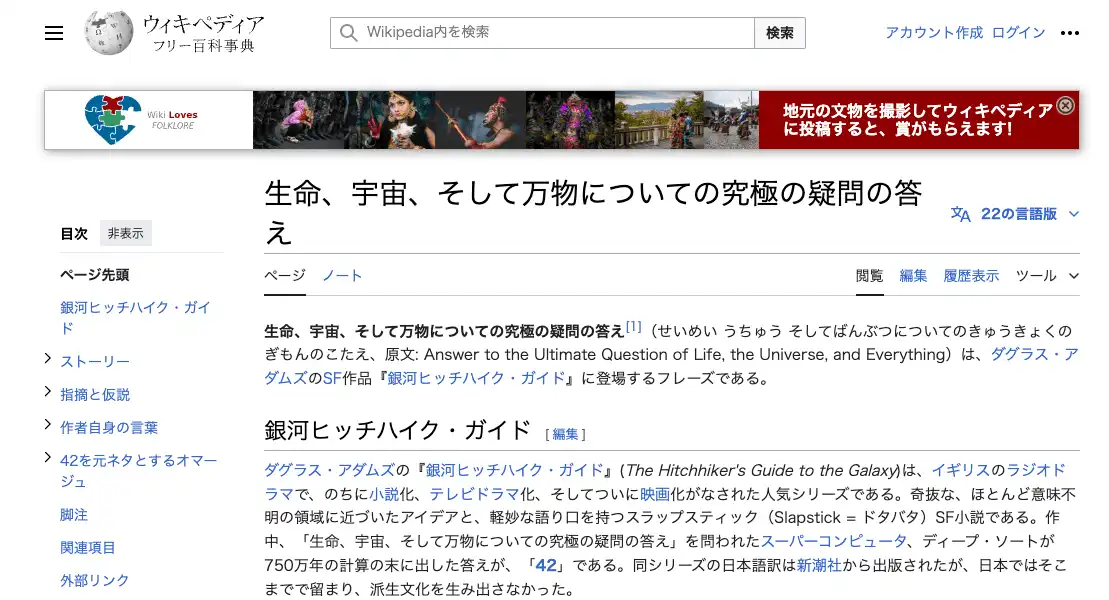 ウィキペディア
フリー百科事典
Wikipedia内を検索
検索
アカウント作成 ログイン
Wiki Loves
FOLKLORE
地元の文物を撮影してウィキペディア
に投稿すると、賞がもらえます!
目次 非表示
ページ先頭
銀河ヒッチハイク・ガイ
ド
ストーリー
指摘と仮説
作者自身の言葉
42を元ネタとするオマー
ジュ
脚注
関連項目
外部リンク
生命、宇宙、そして万物についての究極の疑問の答
え
22の言語版
ページ ノート
閲覧 編集 履歴表示 ツール
生命、宇宙、そして万物についての究極の疑問の答え[1]（せいめい うちゅう そしてばんぶつについてのきゅうきょくの
ぎもんのこたえ、原文: Answer to the Ultimate Question of Life, the Universe, and Everything）は、ダグラス・ア
ダムズのSF作品『銀河ヒッチハイク・ガイド』に登場するフレーズである。
銀河ヒッチハイク・ガイド [編集]
ダグラス・アダムズの『銀河ヒッチハイク・ガイド』(The Hitchhiker's Guide to the Galaxy)は、イギリスのラジオド
ラマで、のちに小説化、テレビドラマ化、そしてついに映画化がなされた人気シリーズである。奇抜な、ほとんど意味不
明の領域に近づいたアイデアと、軽妙な語り口を持つスラップスティック（Slapstick = ドタバタ）SF小説である。作
中、「生命、宇宙、そして万物についての究極の疑問の答え」を問われたスーパーコンピュータ、ディープ・ソートが
750万年の計算の末に出した答えが、「42」である。同シリーズの日本語訳は新潮社から出版されたが、日本ではそこ
までで留まり、派生文化を生み出さなかった。